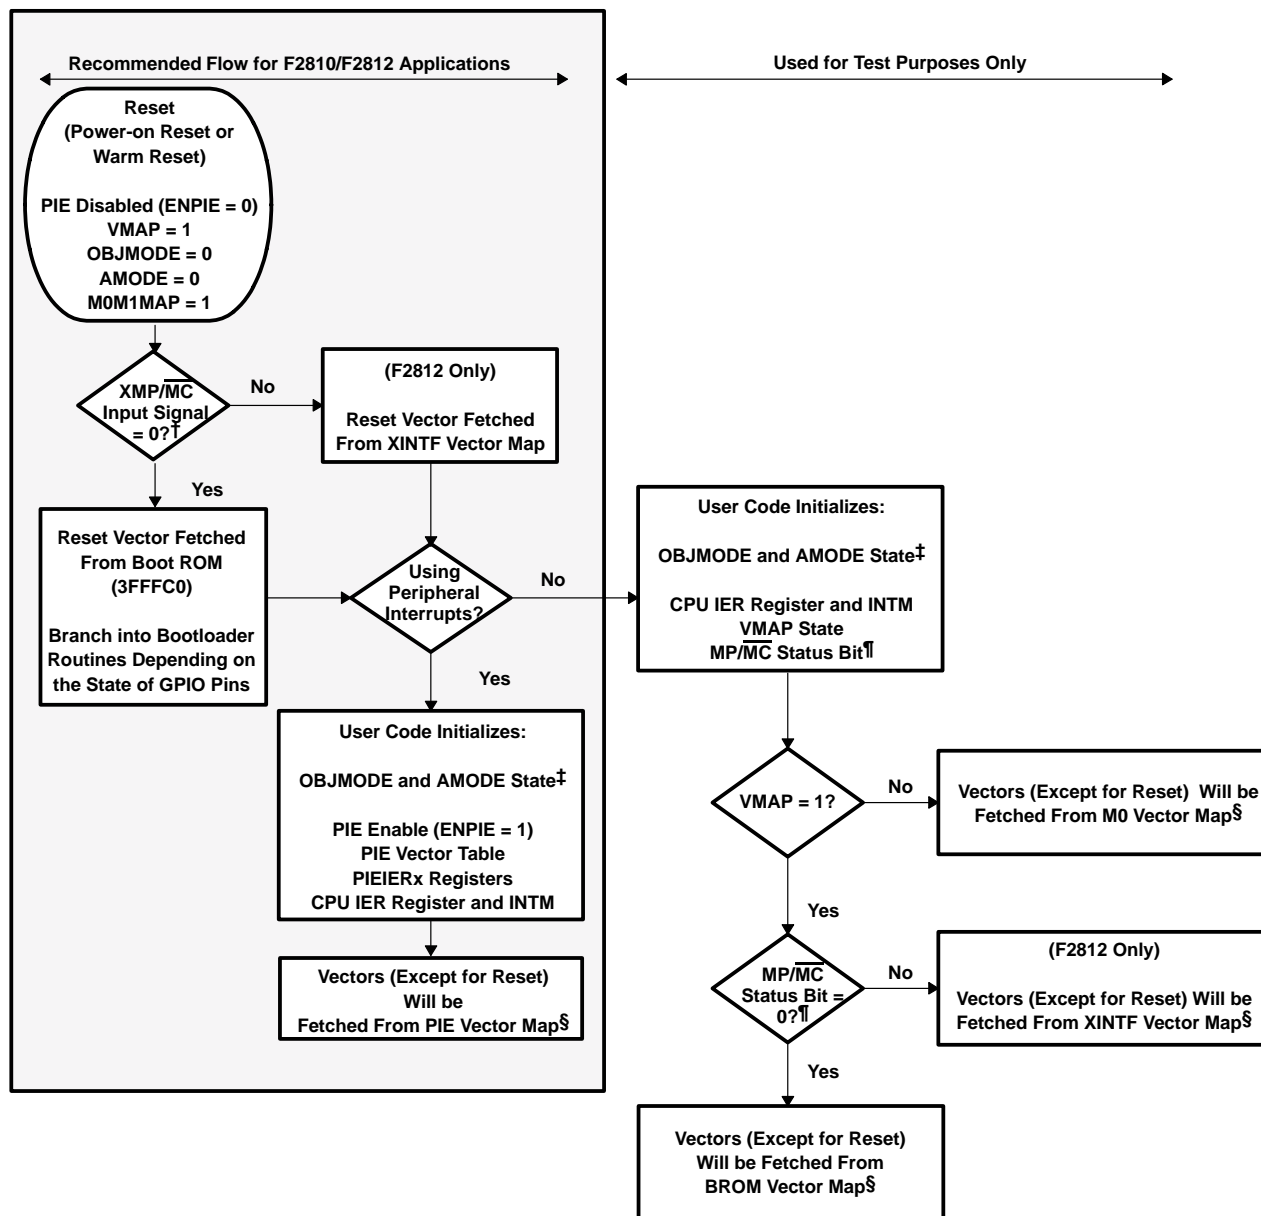 Recommended Flow for F2810/F2812 Applications
Used for Test Purposes Only
Reset
(Power-on Reset or
Warm Reset)
PIE Disabled (ENPIE = 0)
VMAP = 1
OBJMODE = 0
AMODE = 0
M0M1MAP = 1
XMP/M̅C̅
Input Signal
= 0?†
No
(F2812 Only)
Reset Vector Fetched
From XINTF Vector Map
Yes
Reset Vector Fetched
From Boot ROM
(3FFFC0)
Branch into Bootloader
Routines Depending on
the State of GPIO Pins
Using
Peripheral
Interrupts?
No
User Code Initializes:
OBJMODE and AMODE State‡
CPU IER Register and INTM
VMAP State
MP/M̅C̅ Status Bit¶
Yes
User Code Initializes:
OBJMODE and AMODE State‡
PIE Enable (ENPIE = 1)
PIE Vector Table
PIEIERx Registers
CPU IER Register and INTM
Vectors (Except for Reset)
Will be
Fetched From PIE Vector Map§
VMAP = 1?
No
Vectors (Except for Reset) Will be
Fetched From M0 Vector Map§
Yes
MP/M̅C̅
Status Bit =
0?¶
No
(F2812 Only)
Vectors (Except for Reset) Will be
Fetched From XINTF Vector Map§
Yes
Vectors (Except for Reset)
Will be Fetched From
BROM Vector Map§